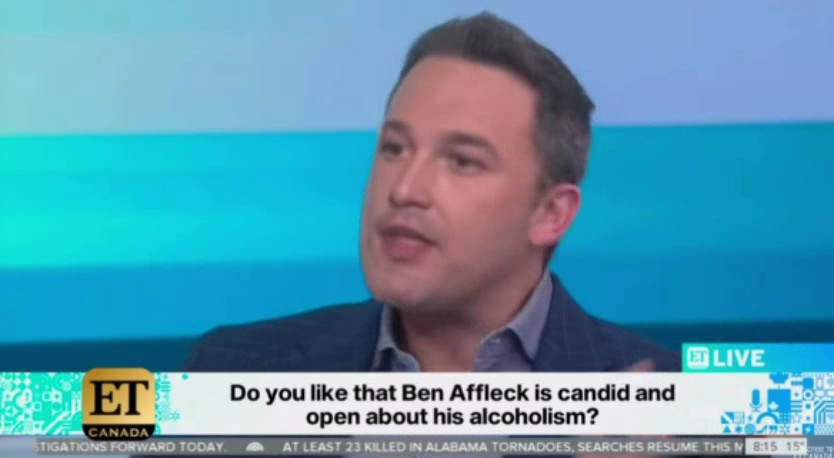 ET LIVE
Do you like that Ben Affleck is candid and
open about his alcoholism?
ET
CANADA
STIGATIONS FORWARD TODAY. AT LEAST 23 KILLED IN ALABAMA TORNADOES, SEARCHES RESUME THIS M 8:15 15°